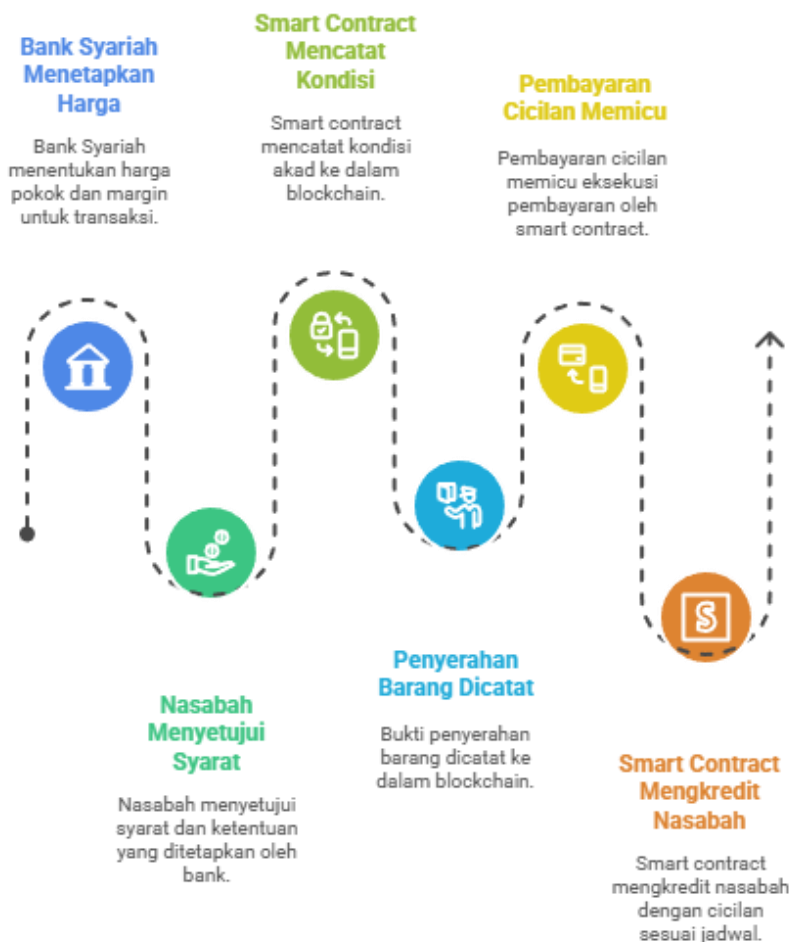 Bank Syariah
Menetapkan
Harga
Bank Syariah
menentukan harga
pokok dan margin
untuk transaksi.
Nasabah
Menyetujui
Syarat
Nasabah menyetujui
syarat dan ketentuan
yang ditetapkan oleh
bank.
Smart Contract
Mencatat
Kondisi
Smart contract
mencatat kondisi
akad ke dalam
blockchain.
Penyerahan
Barang Dicatat
Bukti penyerahan
barang dicatat ke
dalam blockchain.
Pembayaran
Cicilan Memicu
Pembayaran cicilan
memicu eksekusi
pembayaran oleh
smart contract.
S
Smart Contract
Mengkredit
Nasabah
Smart contract
mengkredit nasabah
dengan cicilan
sesuai jadwal.